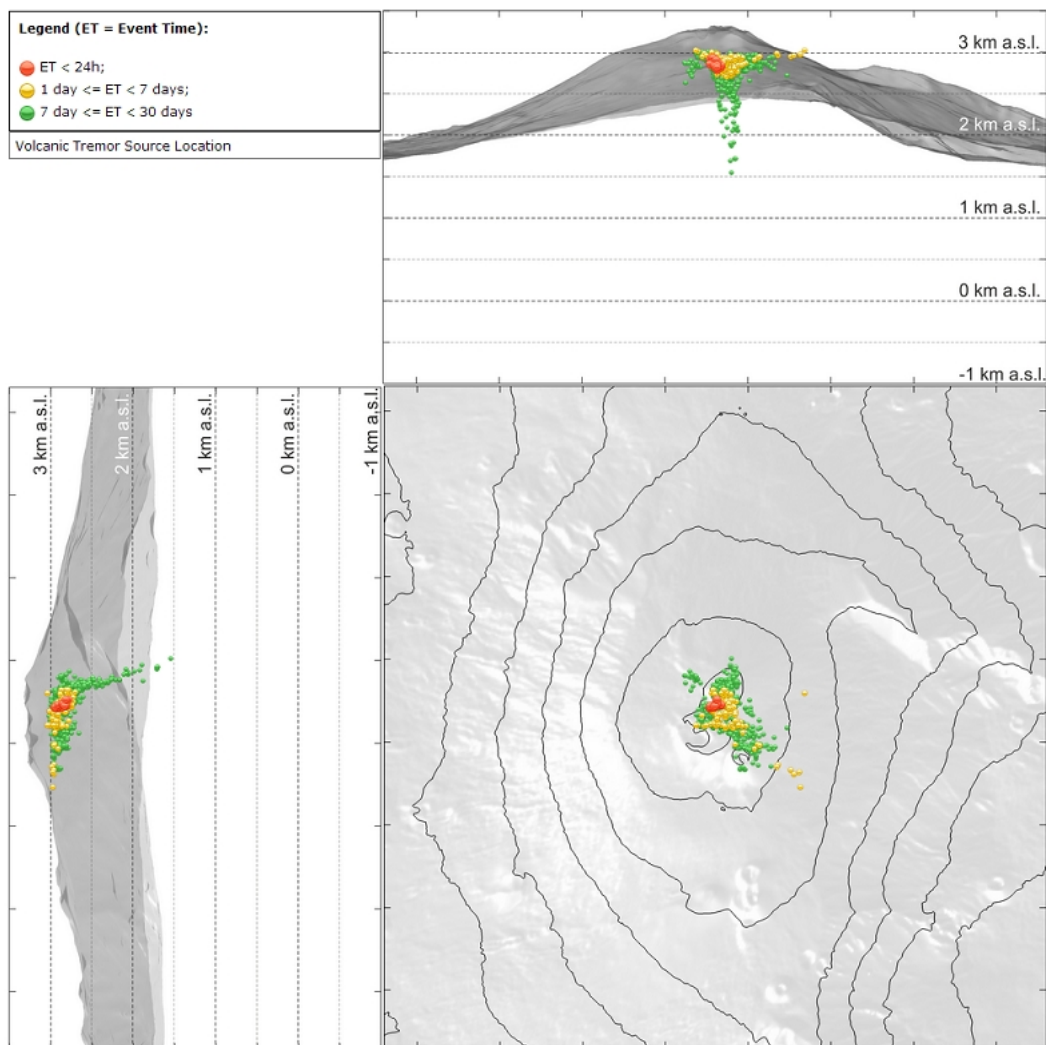 Legend (ET = Event Time):
ET < 24h;
1 day <= ET < 7 days;
7 day <= ET < 30 days
Volcanic Tremor Source Location
3 km a.s.l.
2 km a.s.l.
1 km a.s.l.
0 km a.s.l.
-1 km a.s.l.
3 km a.s.l.
2 km a.s.l.
1 km a.s.l.
0 km a.s.l.
-1 km a.s.l.